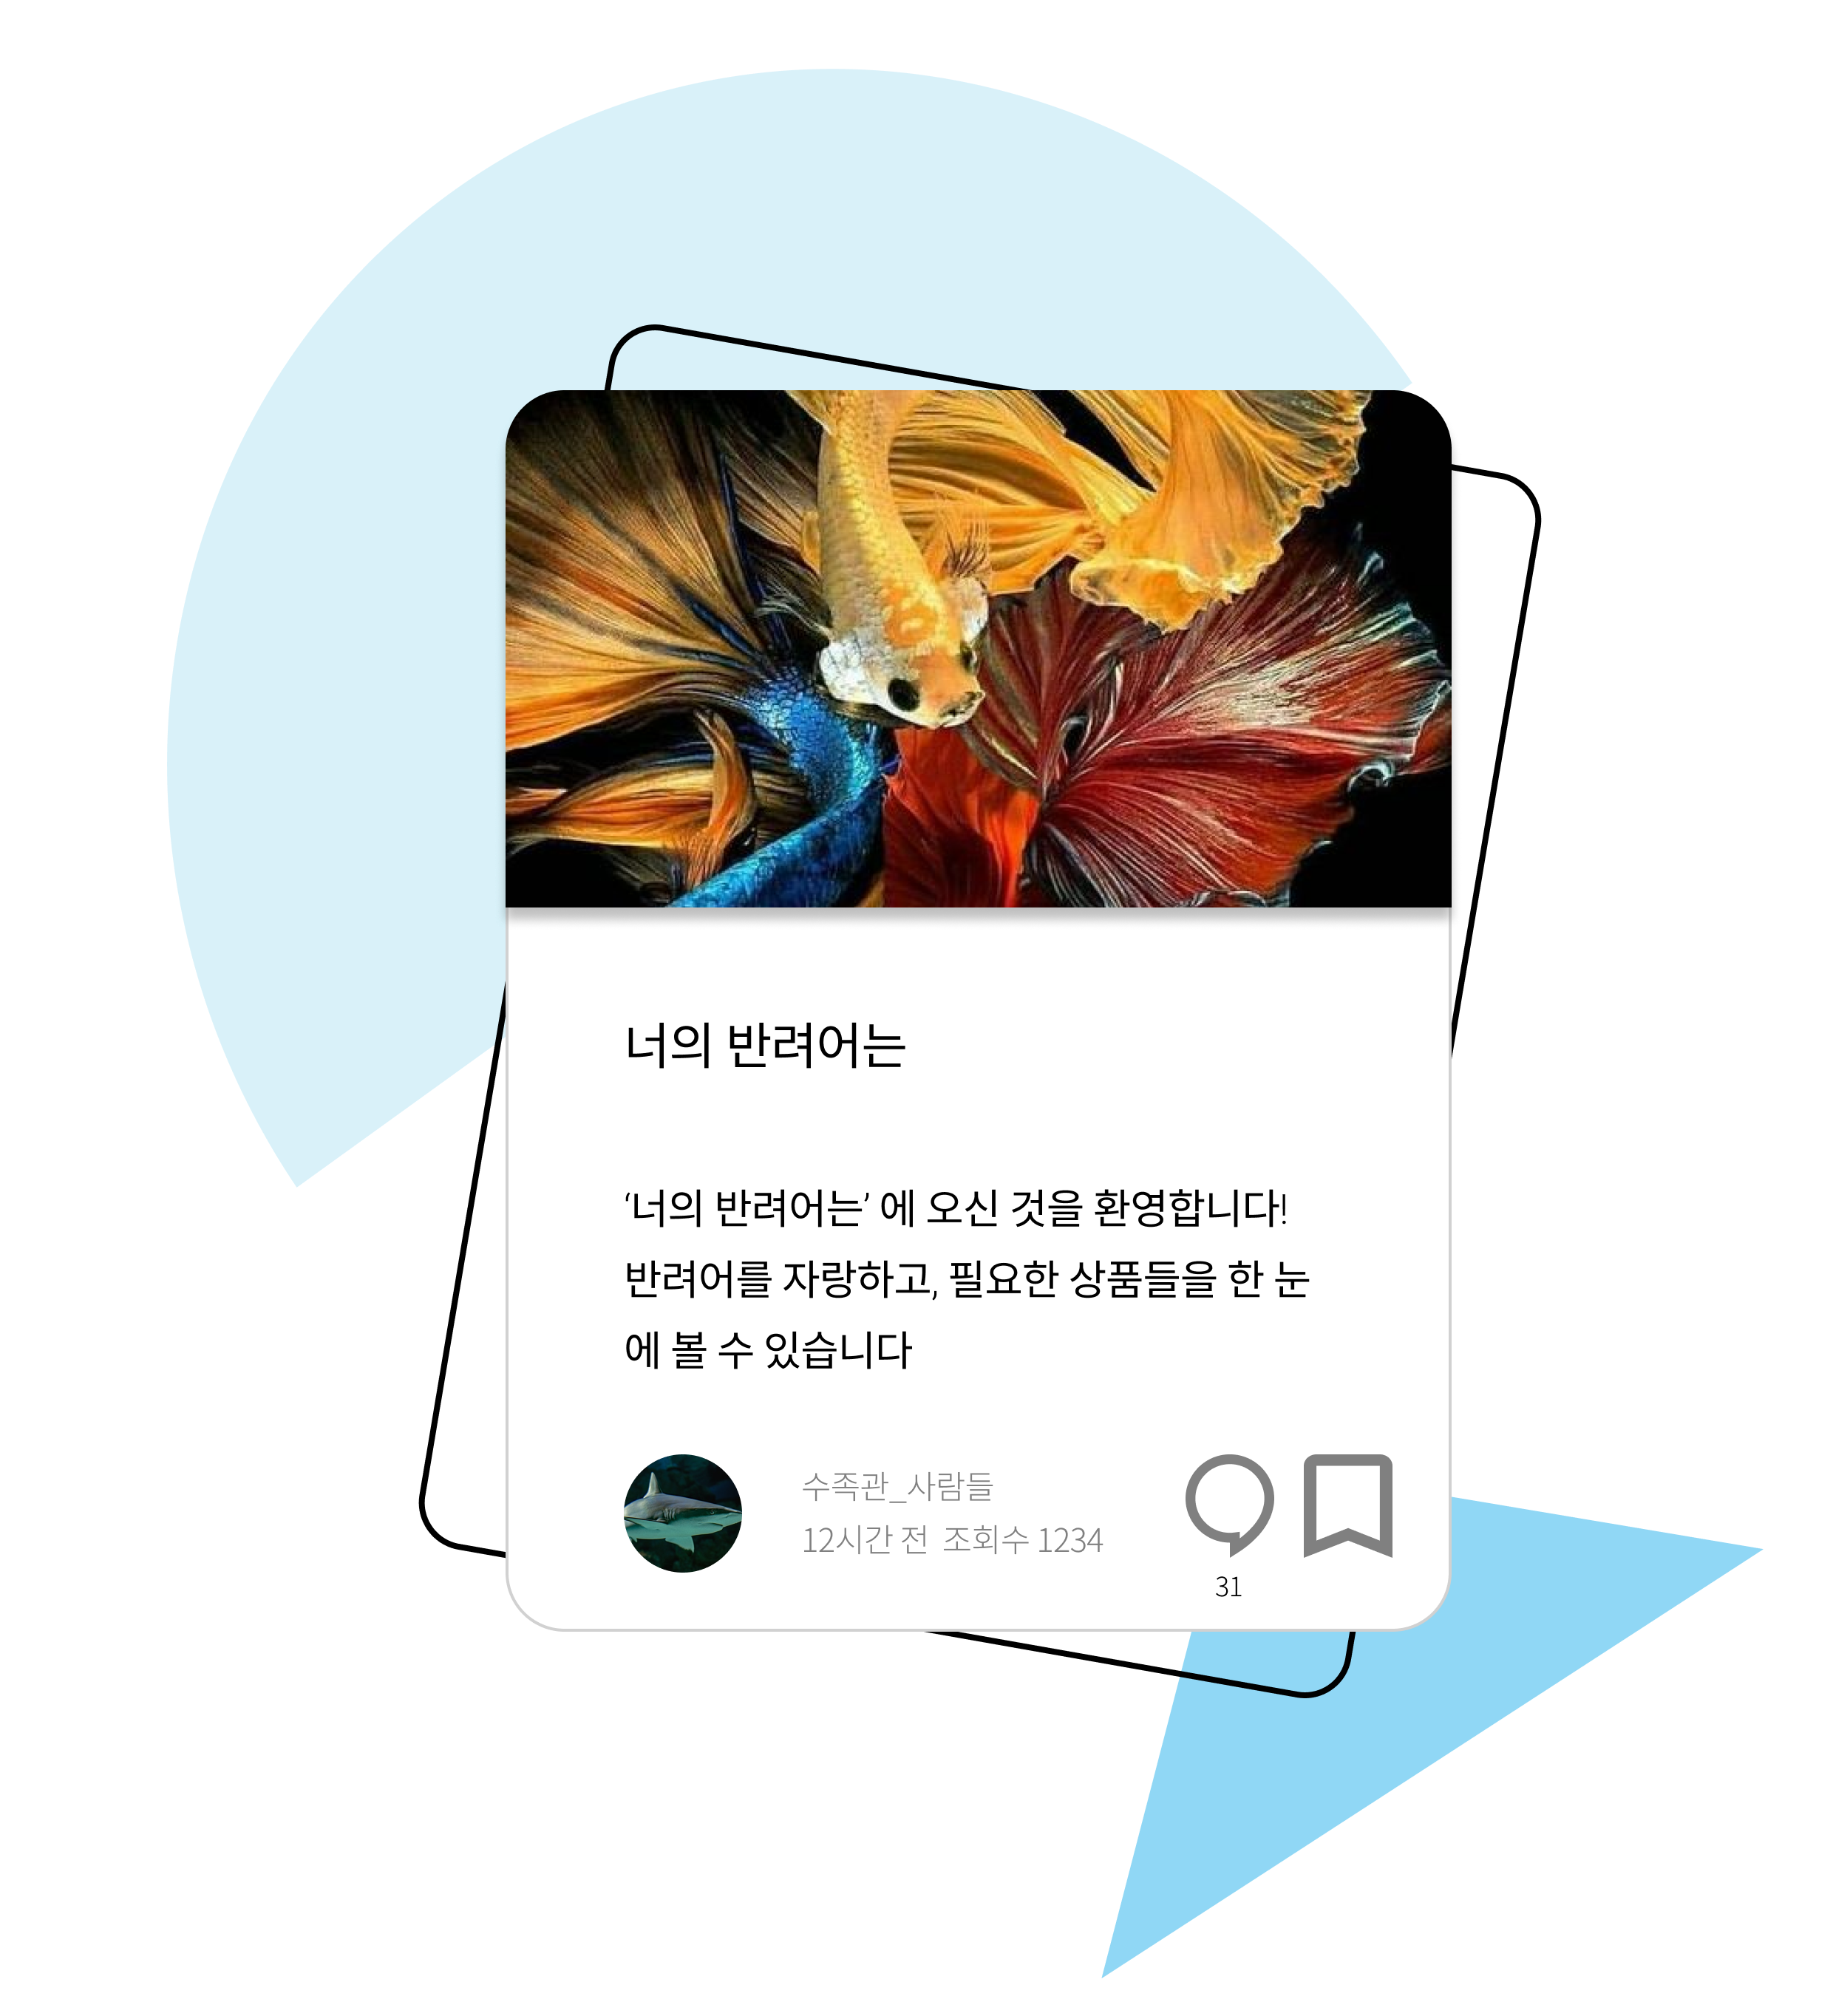 너의 반려어는
‘너의 반려어는’ 에 오신 것을 환영합니다!
반려어를 자랑하고, 필요한 상품들을 한 눈
에 볼 수 있습니다
수족관_사람들
12시간 전 조회수 1234
31